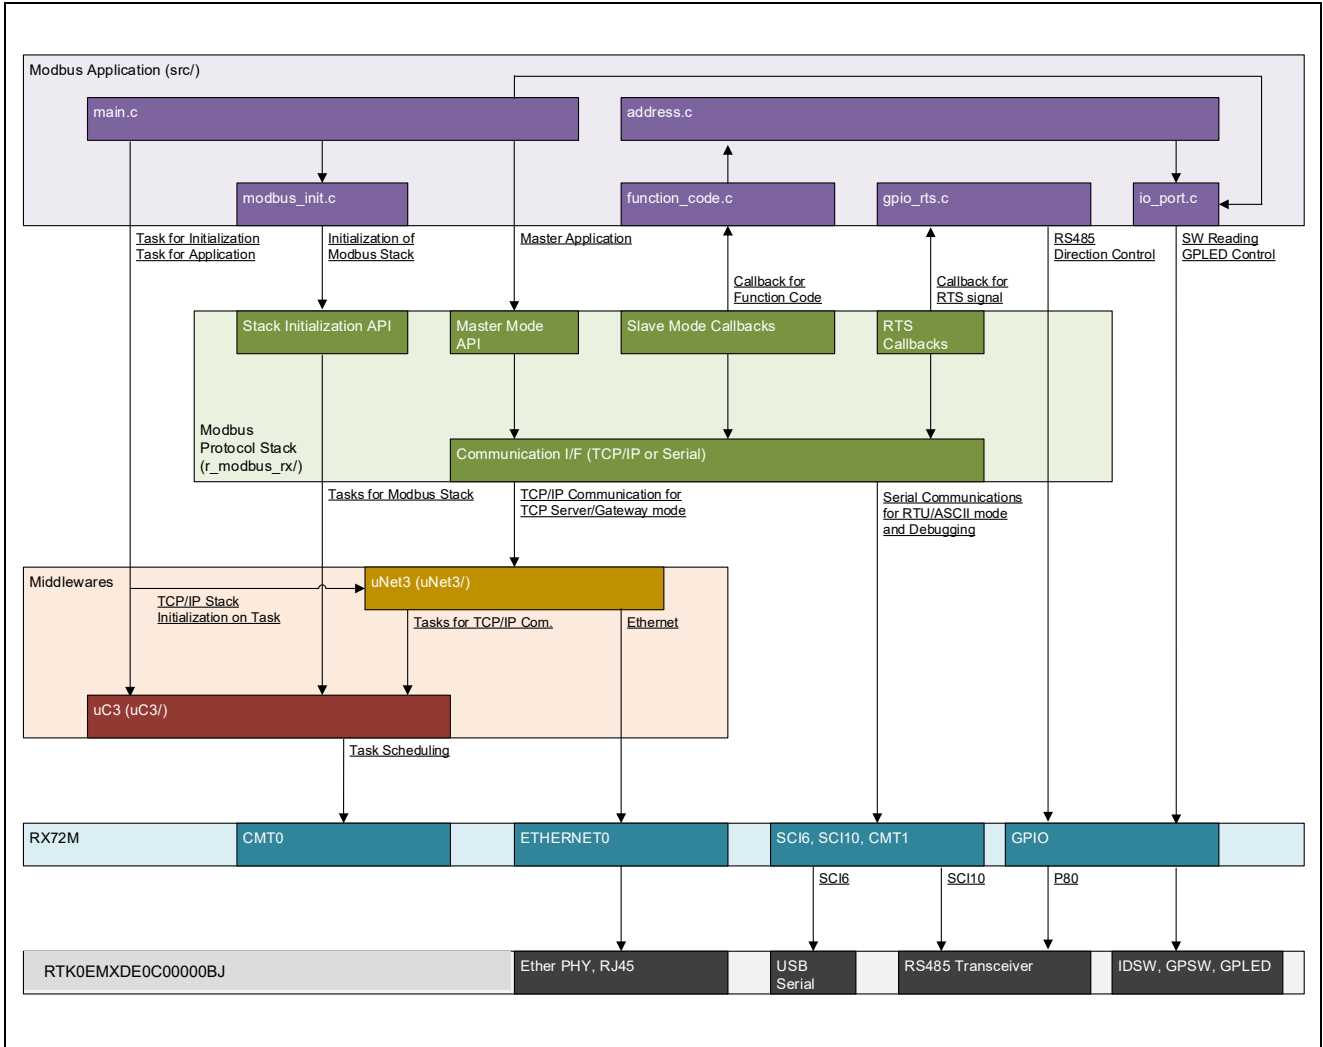 Modbus Application (src/)
main.c
address.c
modbus_init.c
function_code.c
gpio_rts.c
io_port.c
Task for Initialization
Task for Application
Initialization of
Modbus Stack
Master Application
RS485
Direction Control
SW Reading
GPLED Control
Callback for
Function Code
Callback for
RTS signal
Stack Initialization API
Master Mode
API
Slave Mode Callbacks
RTS
Callbacks
Modbus
Protocol Stack
(r_modbus_rx/)
Communication I/F (TCP/IP or Serial)
Tasks for Modbus Stack
TCP/IP Communication for
TCP Server/Gateway mode
Serial Communications
for RTU/ASCII mode
and Debugging
Middlewares
uNet3 (uNet3/)
TCP/IP Stack
Initialization on Task
Tasks for TCP/IP Com.
Ethernet
uC3 (uC3/)
Task Scheduling
RX72M
CMT0
ETHERNET0
SCI6, SCI10, CMT1
GPIO
SCI6
SCI10
P80
RTK0EMXDE0C00000BJ
Ether PHY, RJ45
USB
Serial
RS485 Transceiver
IDSW, GPSW, GPLED